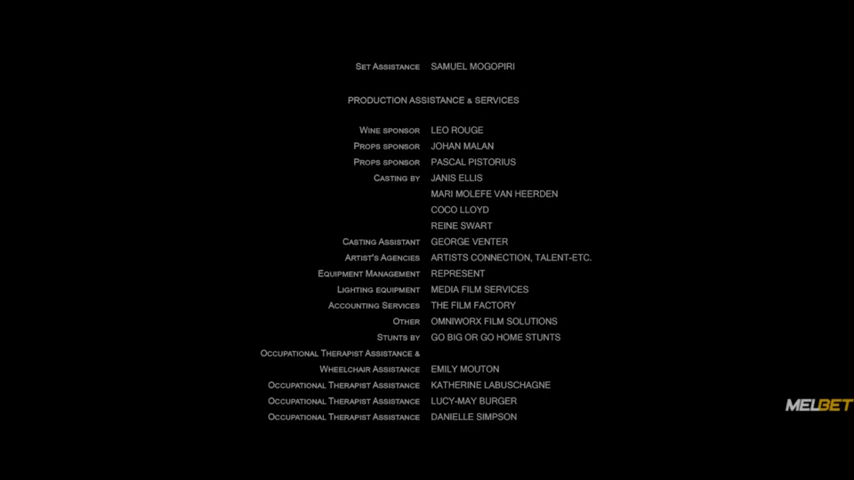 SET ASSISTANCE SAMUEL MOGOPIRI
PRODUCTION ASSISTANCE & SERVICES
WINE SPONSOR LEO ROUGE
PROPS SPONSOR JOHAN MALAN
PROPS SPONSOR PASCAL PISTORIUS
CASTING BY JANIS ELLIS
MARI MOLEFE VAN HEERDEN
COCO LLOYD
REINE SWART
CASTING ASSISTANT GEORGE VENTER
ARTIST'S AGENCIES ARTISTS CONNECTION, TALENT-ETC.
EQUIPMENT MANAGEMENT REPRESENT
LIGHTING EQUIPMENT MEDIA FILM SERVICES
ACCOUNTING SERVICES THE FILM FACTORY
OTHER OMNIWORX FILM SOLUTIONS
STUNTS BY GO BIG OR GO HOME STUNTS
OCCUPATIONAL THERAPIST ASSISTANCE &
WHEELCHAIR ASSISTANCE EMILY MOUTON
OCCUPATIONAL THERAPIST ASSISTANCE KATHERINE LABUSCHAGNE
OCCUPATIONAL THERAPIST ASSISTANCE LUCY-MAY BURGER
MELBET
OCCUPATIONAL THERAPIST ASSISTANCE DANIELLE SIMPSON